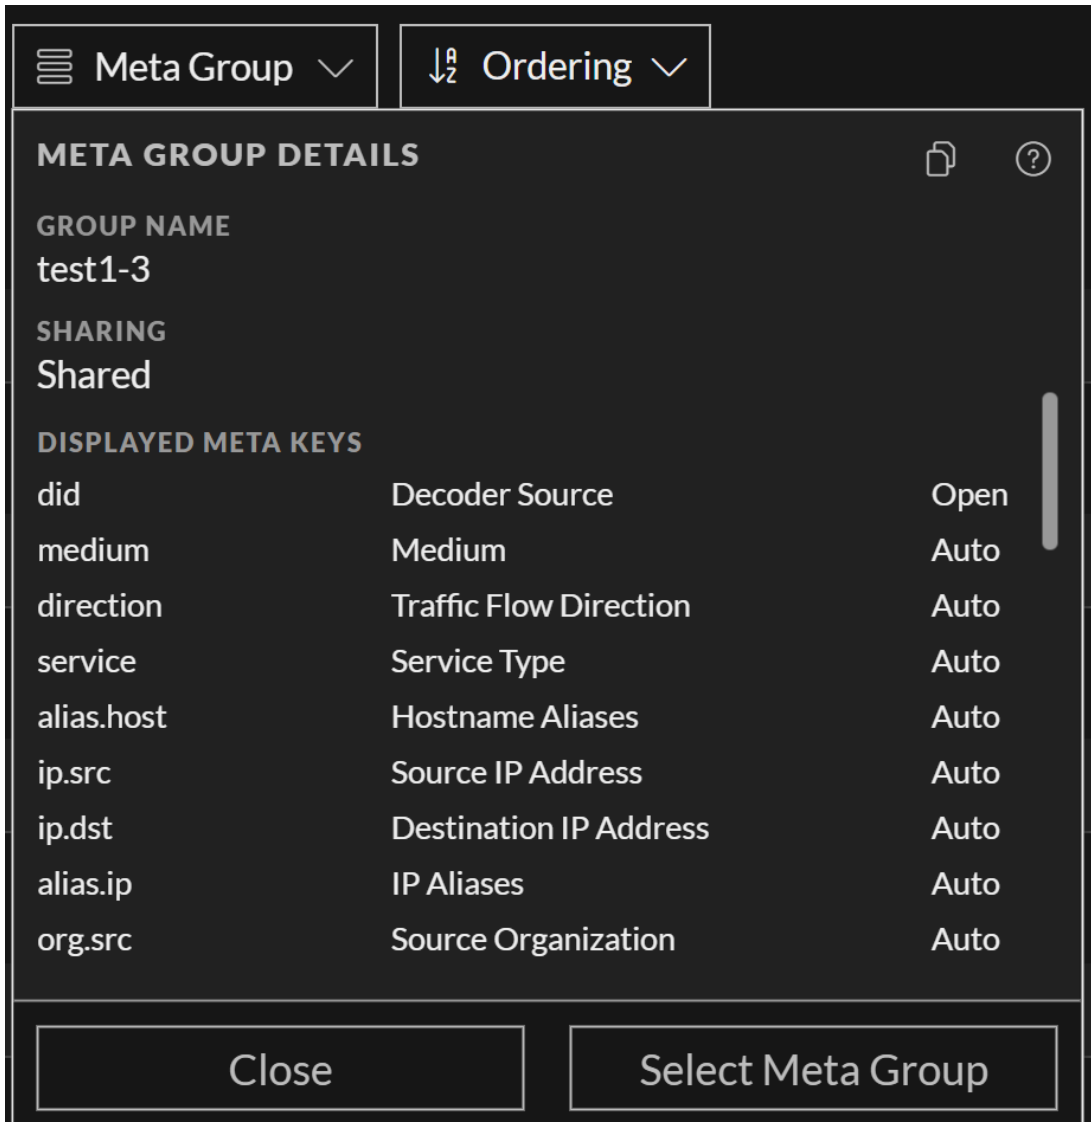 Meta Group
Ordering
META GROUP DETAILS
GROUP NAME
test1-3
SHARING
Shared
DISPLAYED META KEYS
did Decoder Source Open
medium Medium Auto
direction Traffic Flow Direction Auto
service Service Type Auto
alias.host Hostname Aliases Auto
ip.src Source IP Address Auto
ip.dst Destination IP Address Auto
alias.ip IP Aliases Auto
org.src Source Organization Auto
Close
Select Meta Group